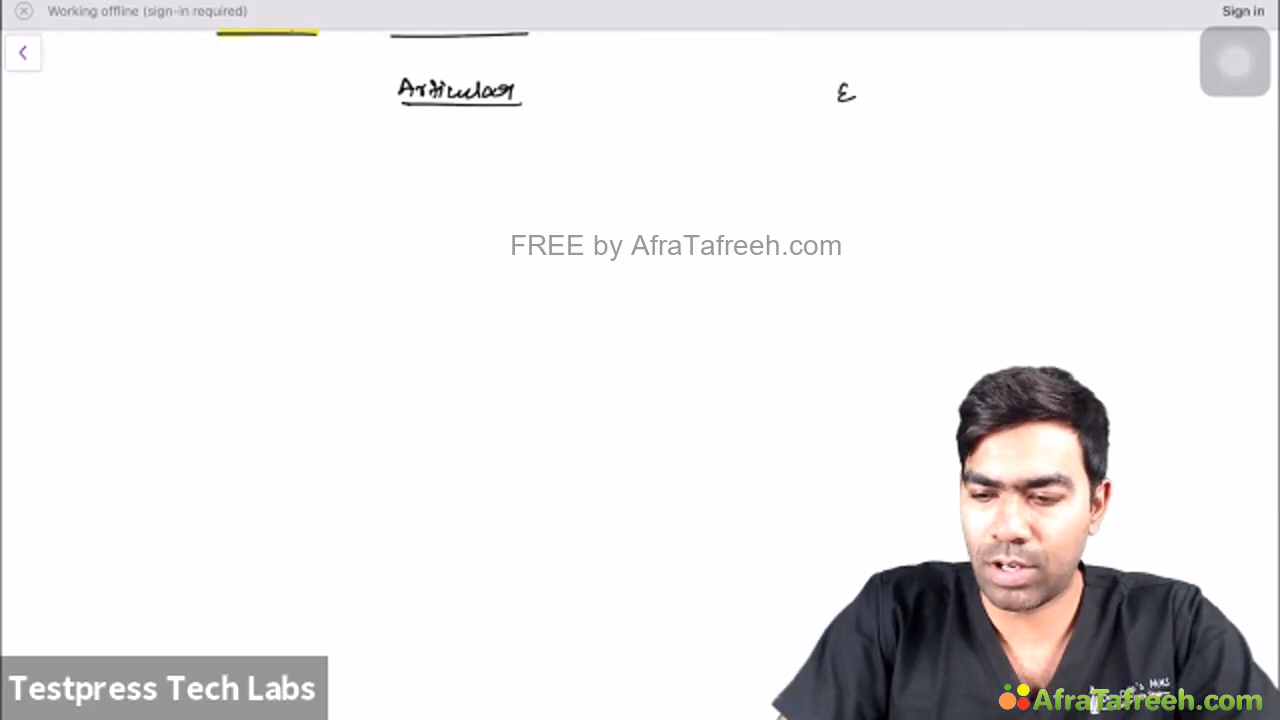 Working offline (sign-in required)
Sign in
Articular
E
FREE by AfraTafreeh.com
Testpress Tech Labs
AfraTafreeh.com